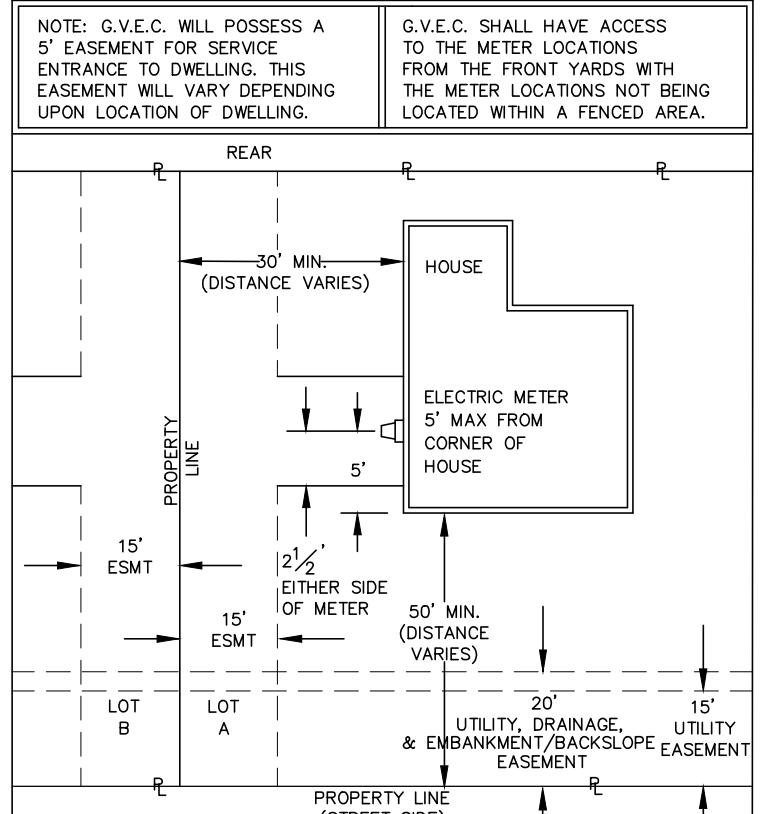 NOTE: G.V.E.C. WILL POSSESS A
5' EASEMENT FOR SERVICE
ENTRANCE TO DWELLING. THIS
EASEMENT WILL VARY DEPENDING
UPON LOCATION OF DWELLING.
G.V.E.C. SHALL HAVE ACCESS
TO THE METER LOCATIONS
FROM THE FRONT YARDS WITH
THE METER LOCATIONS NOT BEING
LOCATED WITHIN A FENCED AREA.
REAR
PL
PL
PL
30' MIN.
(DISTANCE VARIES)
HOUSE
ELECTRIC METER
5' MAX FROM
CORNER OF
HOUSE
PROPERTY
LINE
5'
15'
ESMT
2 1/2'
EITHER SIDE
OF METER
15'
ESMT
50' MIN.
(DISTANCE
VARIES)
LOT
B
LOT
A
20'
UTILITY, DRAINAGE,
& EMBANKMENT/BACKSLOPE
EASEMENT
15'
UTILITY
EASEMENT
PL
PL
PROPERTY LINE
(STREET SIDE)